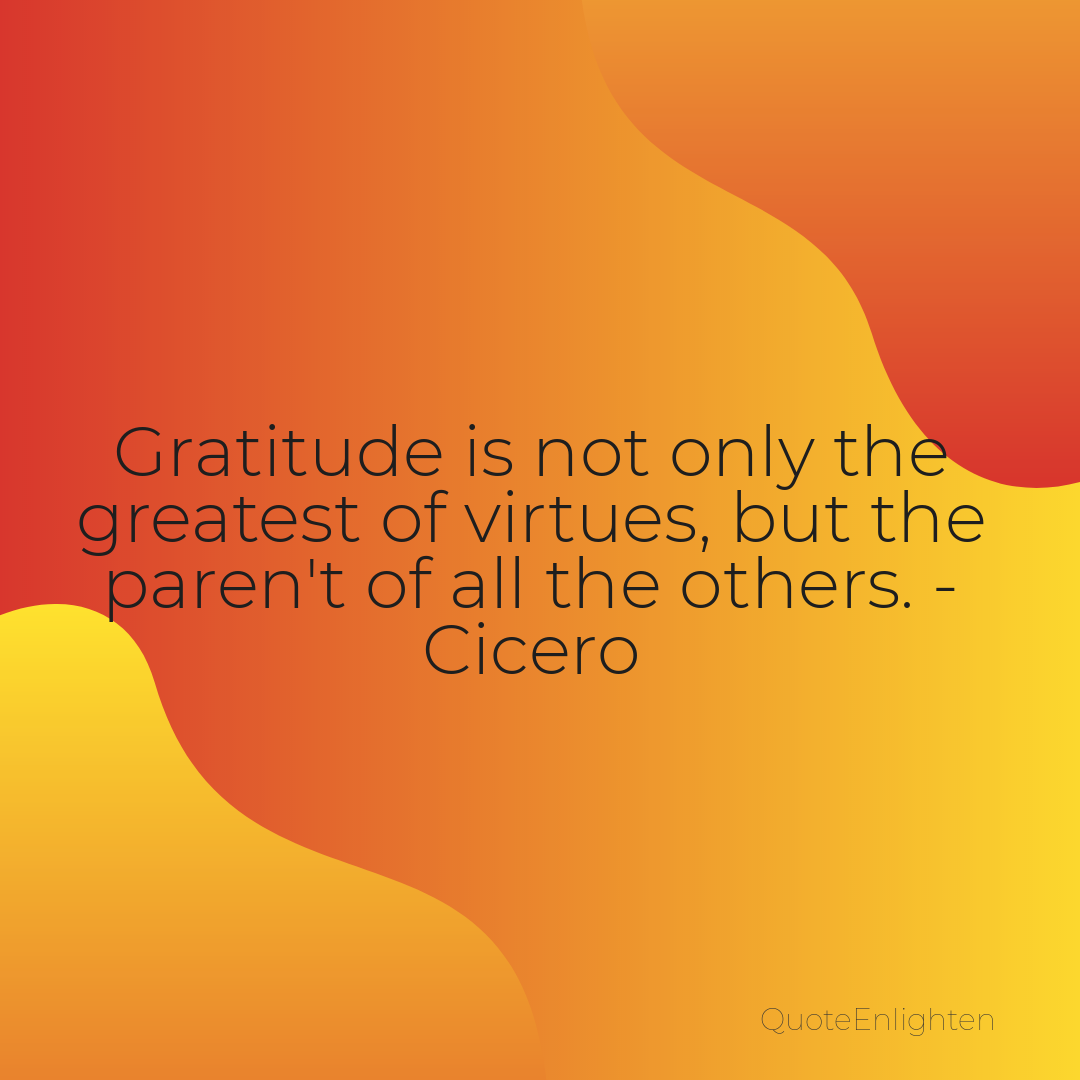 Gratitude is not only the
greatest of virtues, but the
paren't of all the others. -
Cicero
QuoteEnlighten